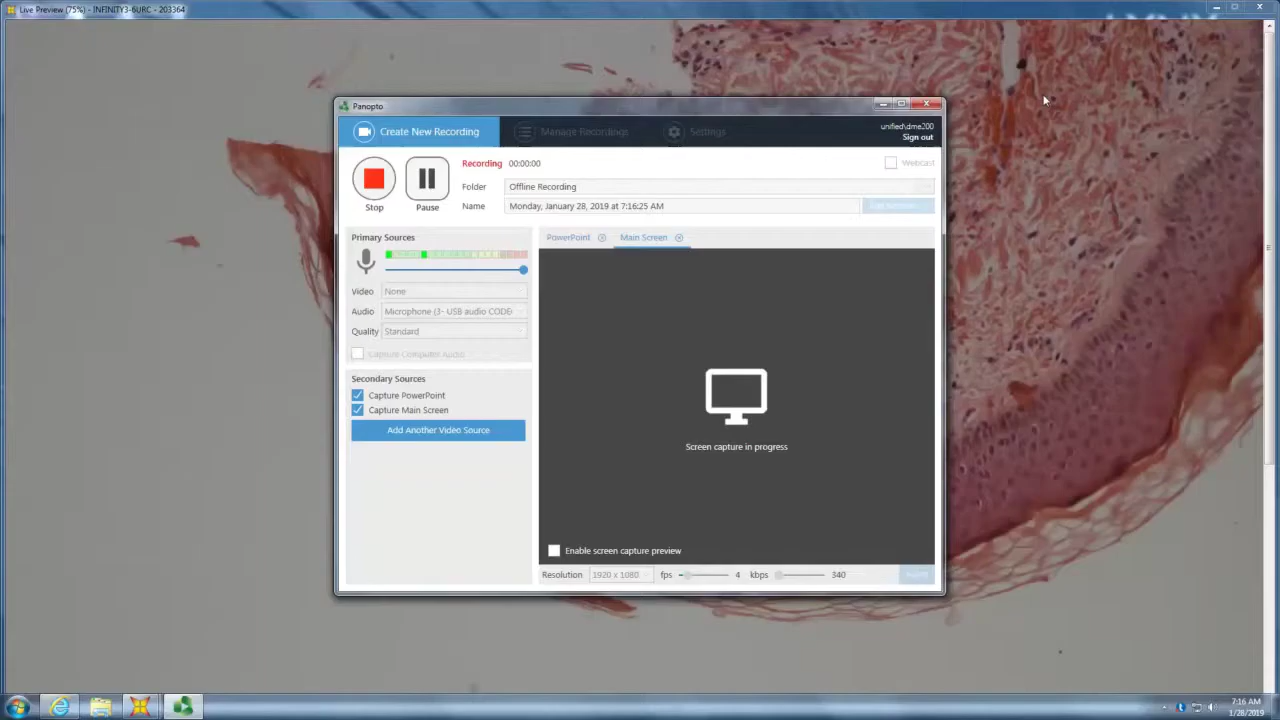 Live Preview (75%) - INFINITY3-6URC - 203364
Panopto
Create New Recording
Manage Recordings
Settings
unified\dme200
Sign out
Stop
Pause
Recording 00:00:00
Webcast
Folder Offline Recording
Name Monday, January 28, 2019 at 7:16:25 AM
Primary Sources
Video None
Audio Microphone (3- USB audio CODE
Quality Standard
Capture Computer Audio
Secondary Sources
Capture PowerPoint
Capture Main Screen
Add Another Video Source
PowerPoint
Main Screen
Screen capture in progress
Enable screen capture preview
Resolution 1920 x 1080 fps 4 kbps 340
7:16 AM
1/28/2019